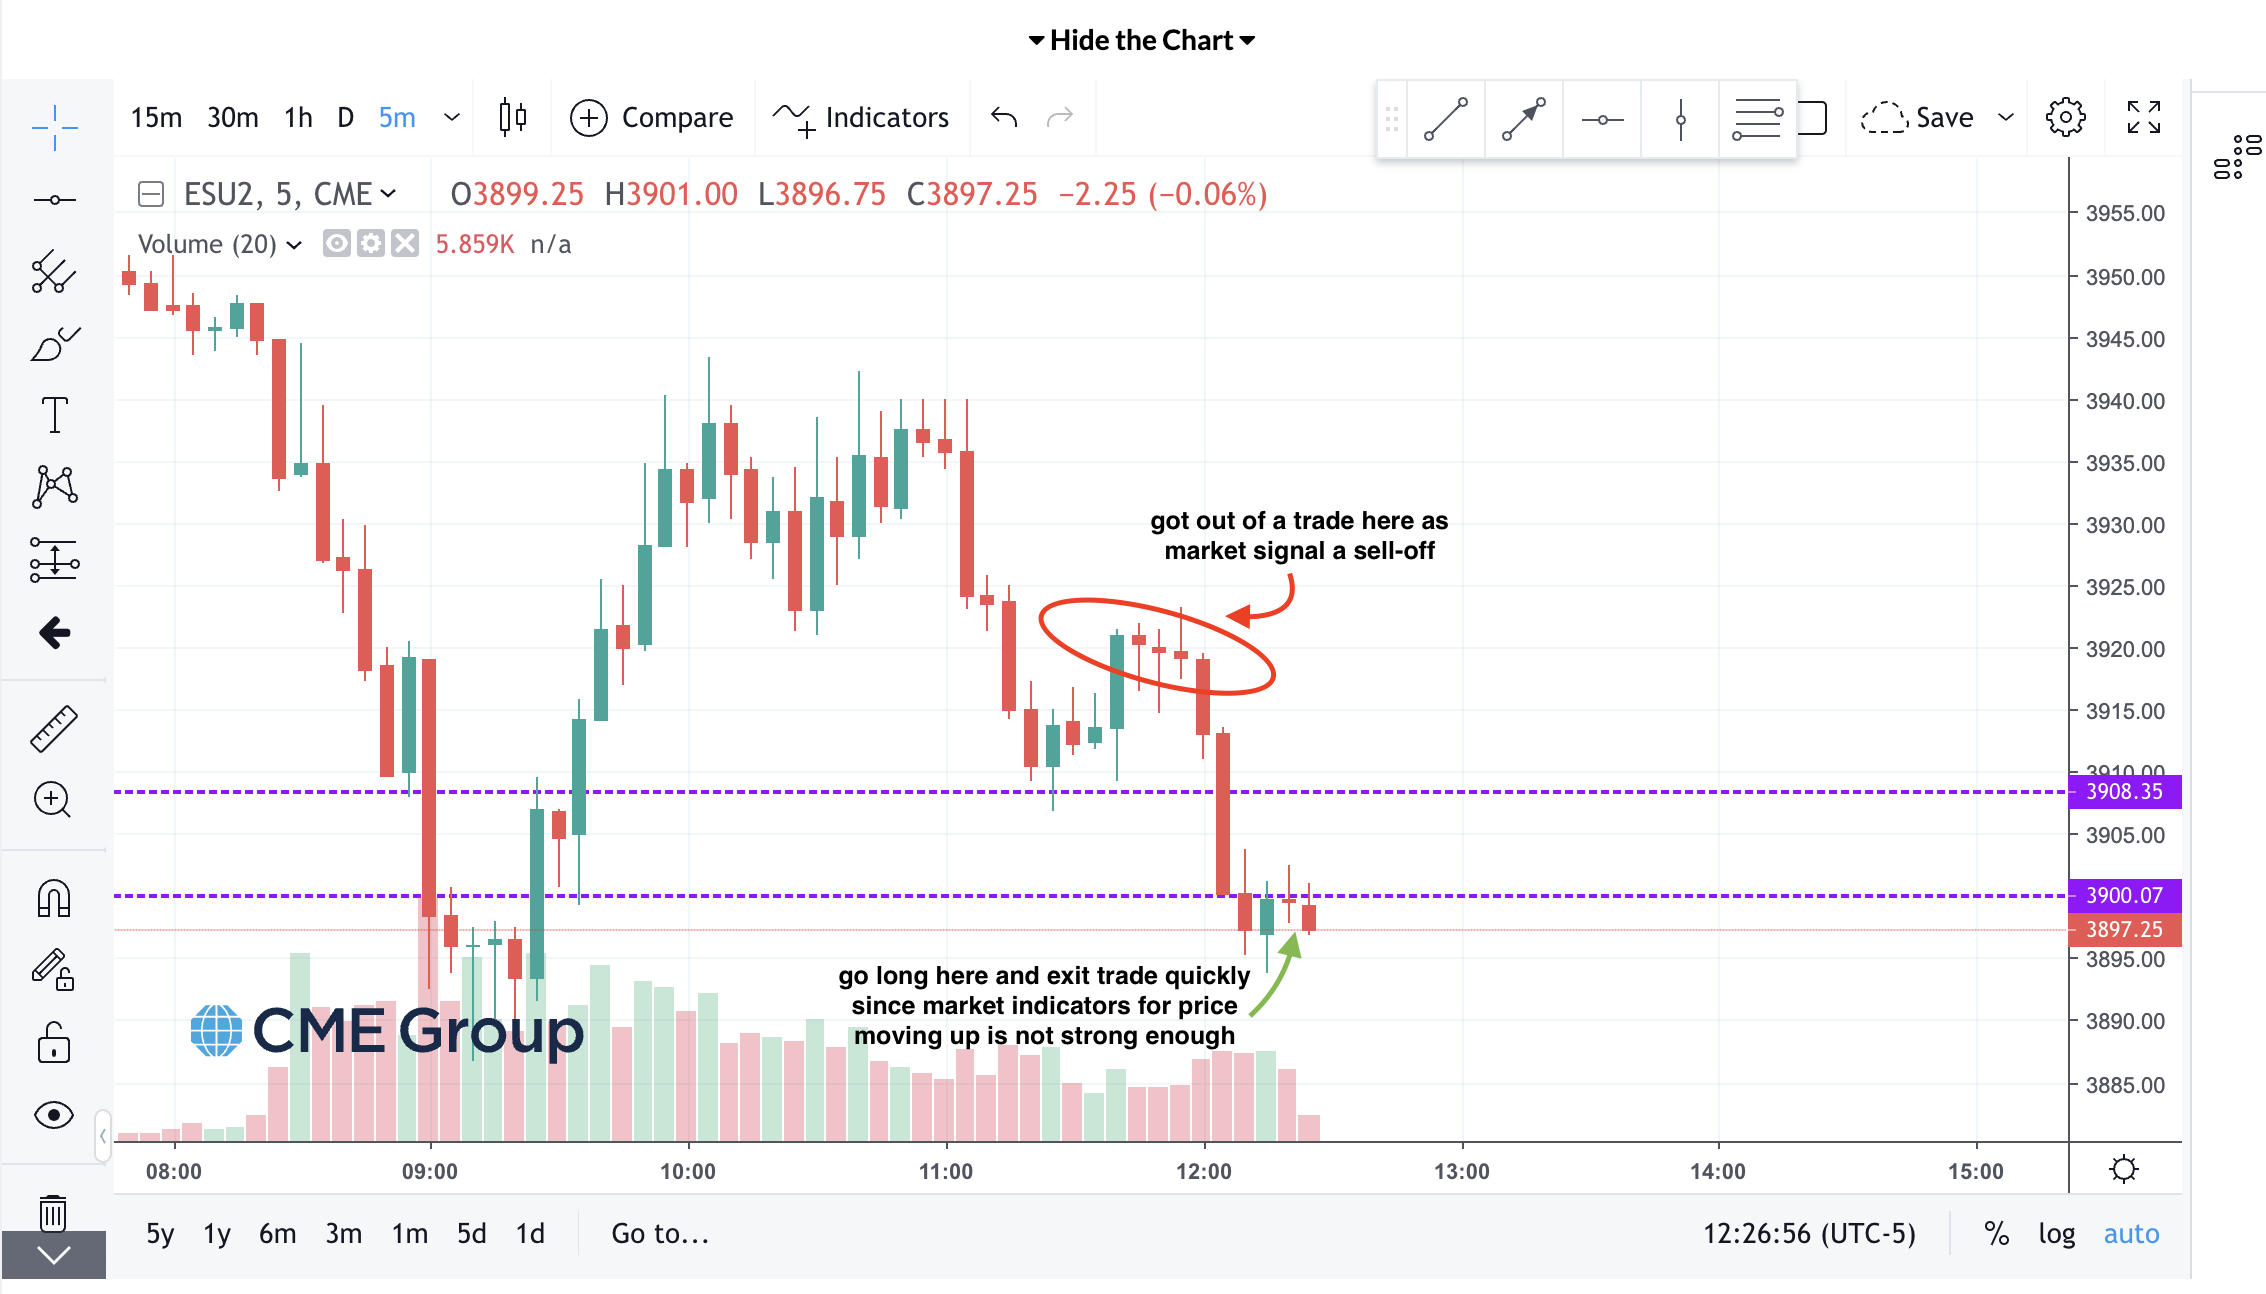 Hide the Chart
15m 30m 1h D 5m Compare Indicators Save
ESU2, 5, CME O3899.25 H3901.00 L3896.75 C3897.25 −2.25 (−0.06%)
Volume (20) 5.859K n/a
3955.00
3950.00
3945.00
3940.00
3935.00
3930.00
3925.00
3920.00
3915.00
3910.00
3908.35
3905.00
3900.07
3897.25
3895.00
3890.00
3885.00
got out of a trade here as
market signal a sell-off
go long here and exit trade quickly
since market indicators for price
moving up is not strong enough
CME Group
08:00 09:00 10:00 11:00 12:00 13:00 14:00 15:00
5y 1y 6m 3m 1m 5d 1d Go to... 12:26:56 (UTC-5) % log auto